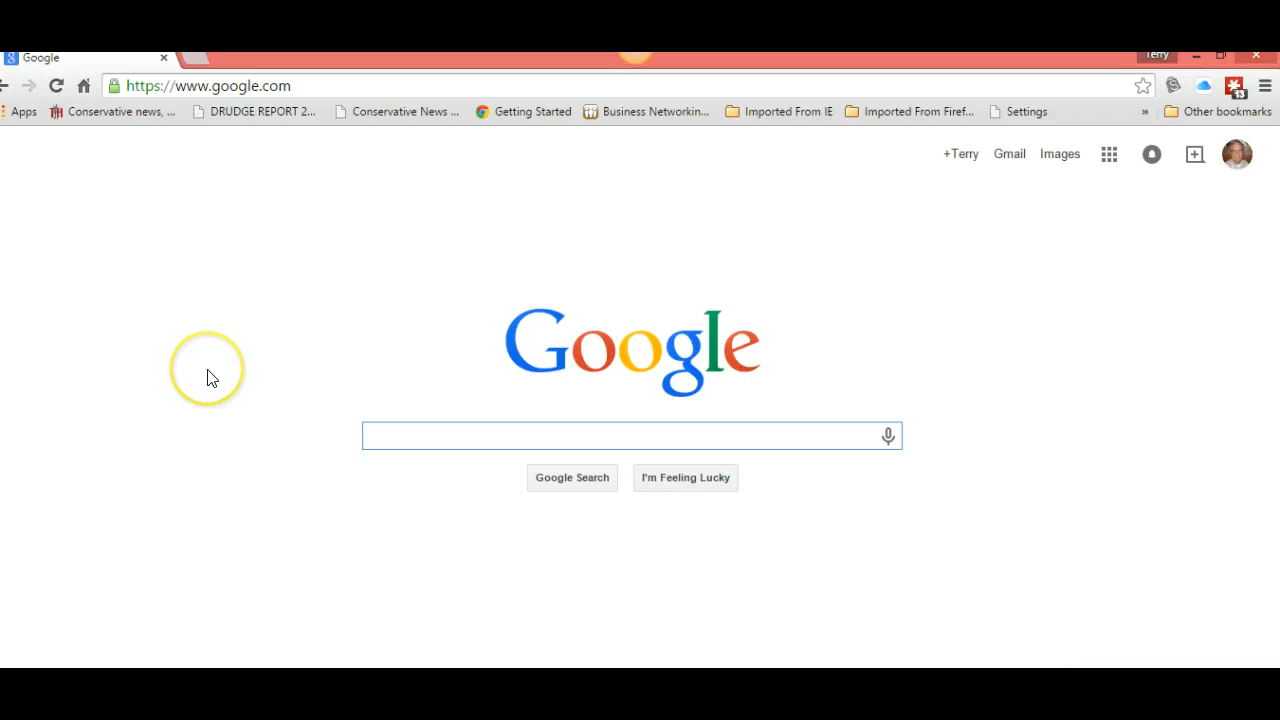 Google
Terry
https://www.google.com
Apps Conservative news, ... DRUDGE REPORT 2... Conservative News ... Getting Started Business Networkin... Imported From IE Imported From Firef... Settings » Other bookmarks
13
+Terry Gmail Images
Google
Google Search I'm Feeling Lucky